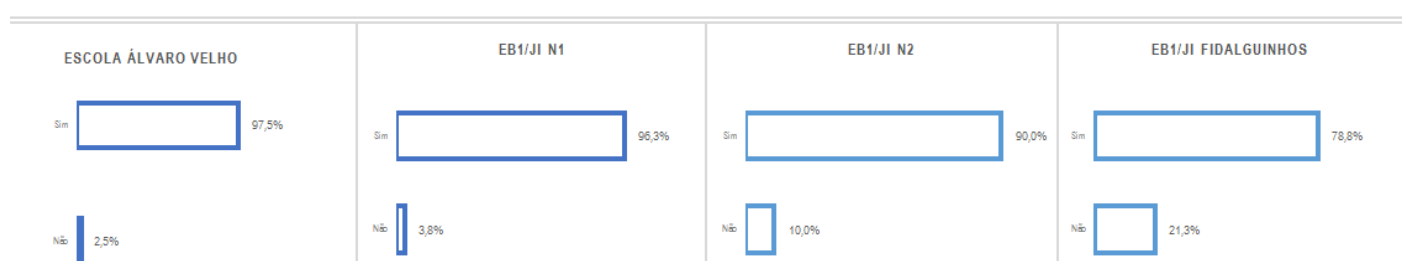 ESCOLA ÁLVARO VELHO
Sim 97,5%
Não 2,5%
EB1/JI N1
Sim 96,3%
Não 3,8%
EB1/JI N2
Sim 90,0%
Não 10,0%
EB1/JI FIDALGUINHOS
Sim 78,8%
Não 21,3%